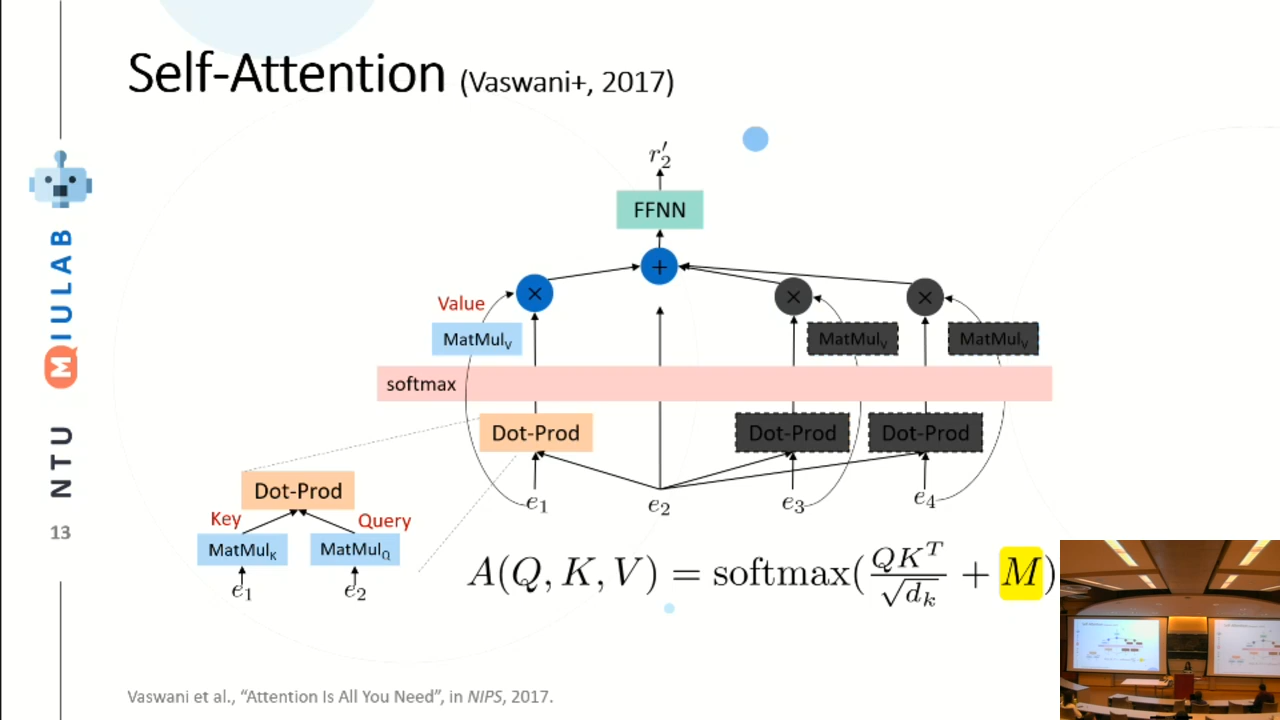 Self-Attention (Vaswani+, 2017)
r′₂
FFNN
+
× × ×
Value
MatMulV MatMulV MatMulV
softmax
Dot-Prod Dot-Prod Dot-Prod
e₁ e₂ e₃ e₄
Dot-Prod
Key Query
MatMulK MatMulQ
e₁ e₂
A(Q, K, V) = softmax(QKᵀ/√dₖ + M)
Vaswani et al., “Attention Is All You Need”, in NIPS, 2017.
NTU MIULAB
13